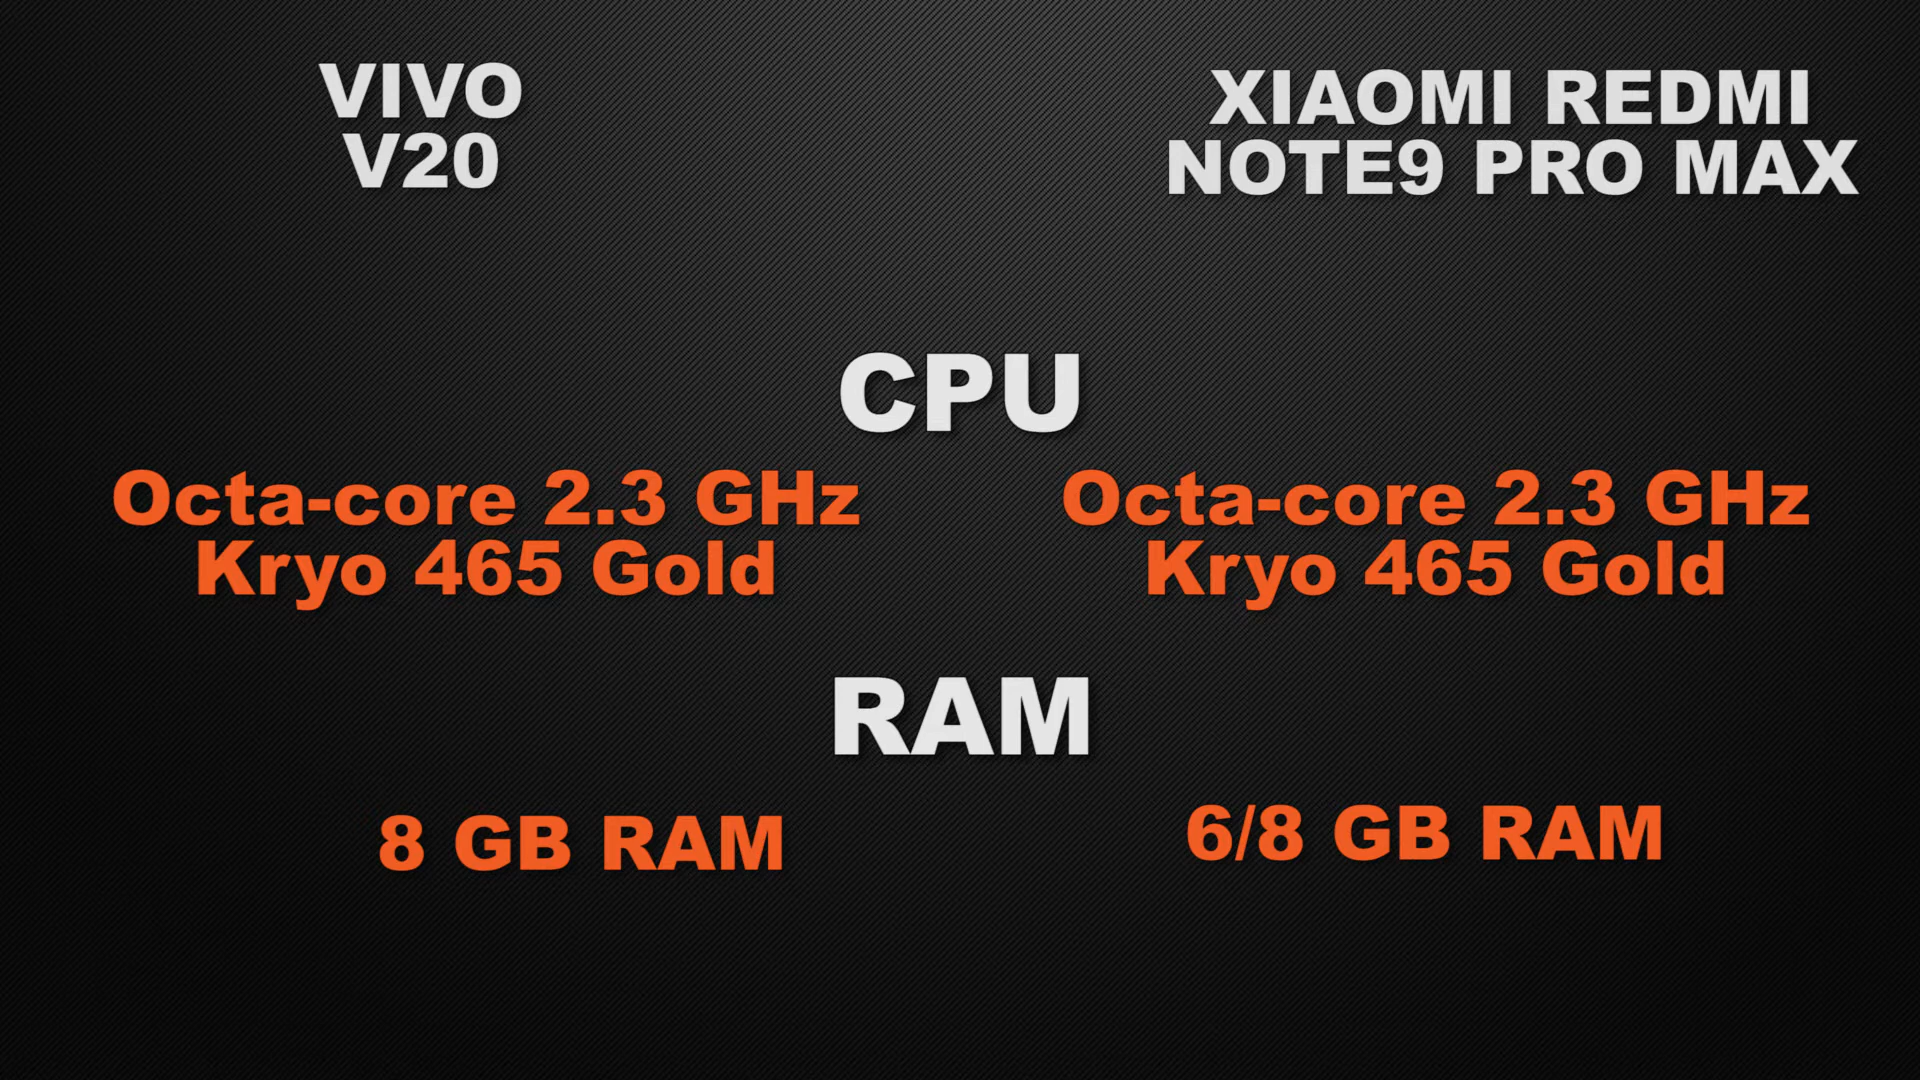 VIVO
V20
XIAOMI REDMI
NOTE9 PRO MAX
CPU
Octa-core 2.3 GHz
Kryo 465 Gold
Octa-core 2.3 GHz
Kryo 465 Gold
RAM
8 GB RAM
6/8 GB RAM